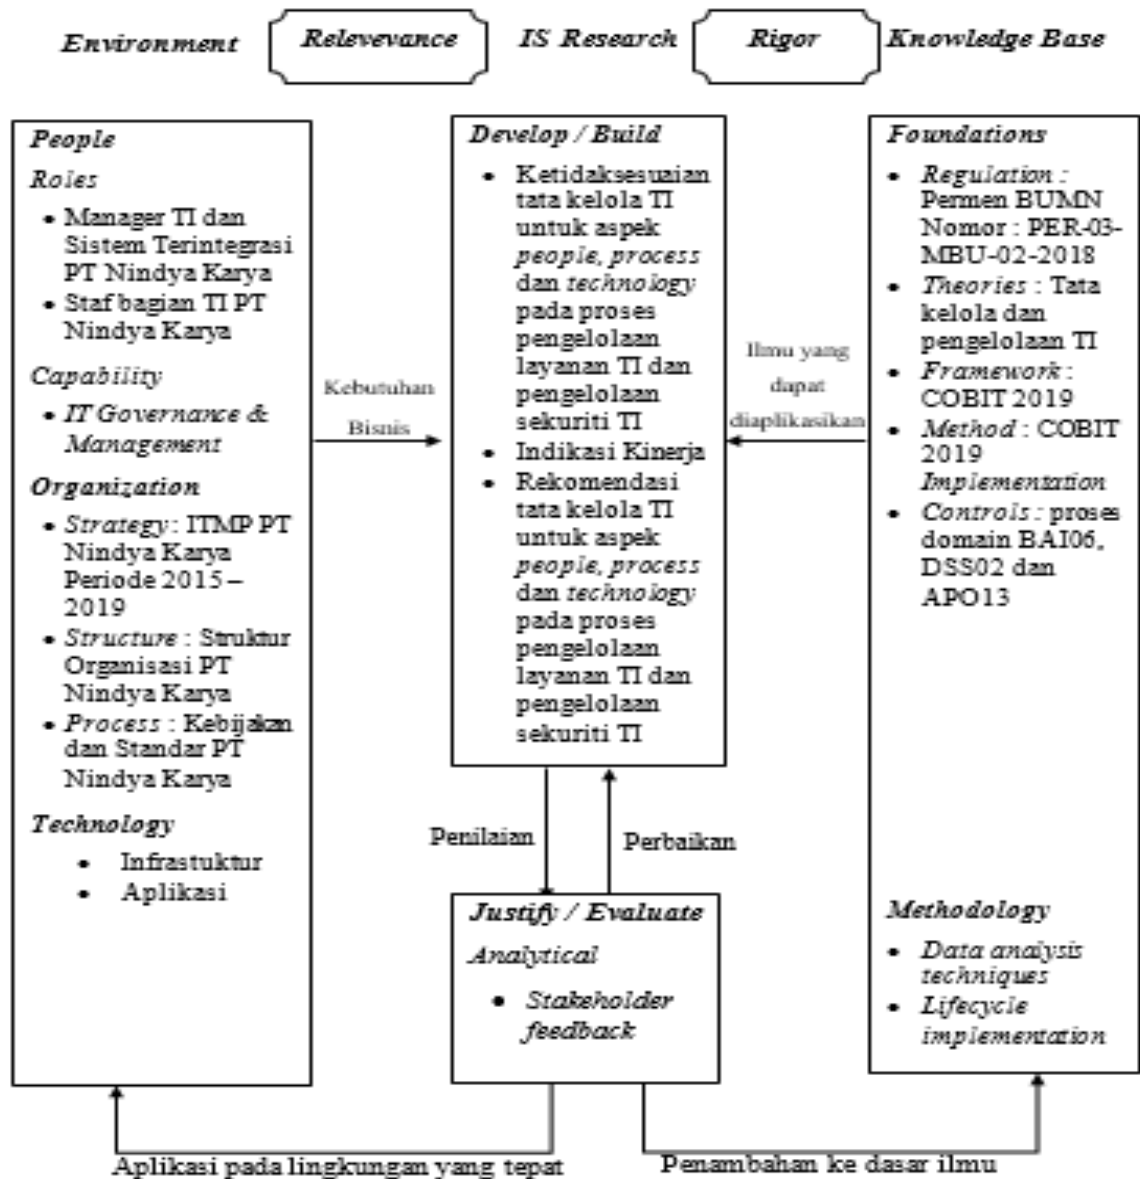 Environment
Relevevance
IS Research
Rigor
Knowledge Base
People
Roles
• Manager TI dan
Sistem Terintegrasi
PT Nindya Karya
• Staf bagian TI PT
Nindya Karya
Capability
• IT Governance &
Management
Organization
• Strategy : ITMP PT
Nindya Karya
Periode 2015 –
2019
• Structure : Struktur
Organisasi PT
Nindya Karya
• Process : Kebijakan
dan Standar PT
Nindya Karya
Technology
• Infrastuktur
• Aplikasi
Kebutuhan
Bisnis
Develop / Build
• Ketidaksesuaian
tata kelola TI
untuk aspek
people, process
dan technology
pada proses
pengelolaan
layanan TI dan
pengelolaan
sekuriti TI
• Indikasi Kinerja
• Rekomendasi
tata kelola TI
untuk aspek
people, process
dan technology
pada proses
pengelolaan
layanan TI dan
pengelolaan
sekuriti TI
Penilaian
Perbaikan
Justify / Evaluate
Analytical
• Stakeholder
feedback
Ilmu yang
dapat
diaplikasikan
Foundations
• Regulation :
Permen BUMN
Nomor : PER-03-
MBU-02-2018
• Theories : Tata
kelola dan
pengelolaan TI
• Framework :
COBIT 2019
• Method : COBIT
2019
Implementation
• Controls : proses
domain BAI06,
DSS02 dan
APO13
Methodology
• Data analysis
techniques
• Lifecycle
implementation
Aplikasi pada lingkungan yang tepat
Penambahan ke dasar ilmu